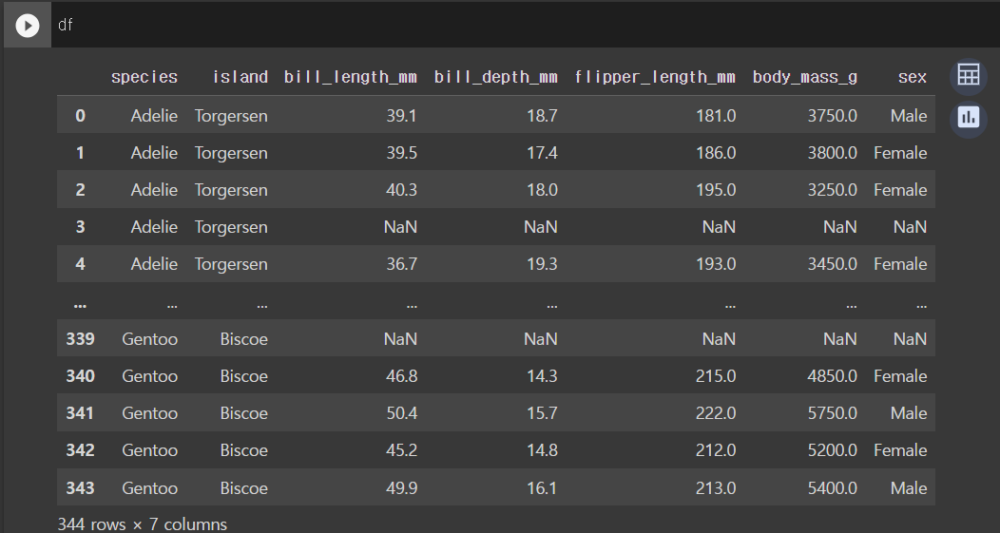 df
species island bill_length_mm bill_depth_mm flipper_length_mm body_mass_g sex
0 Adelie Torgersen 39.1 18.7 181.0 3750.0 Male
1 Adelie Torgersen 39.5 17.4 186.0 3800.0 Female
2 Adelie Torgersen 40.3 18.0 195.0 3250.0 Female
3 Adelie Torgersen NaN NaN NaN NaN NaN
4 Adelie Torgersen 36.7 19.3 193.0 3450.0 Female
... ... ... ... ... ... ... ...
339 Gentoo Biscoe NaN NaN NaN NaN NaN
340 Gentoo Biscoe 46.8 14.3 215.0 4850.0 Female
341 Gentoo Biscoe 50.4 15.7 222.0 5750.0 Male
342 Gentoo Biscoe 45.2 14.8 212.0 5200.0 Female
343 Gentoo Biscoe 49.9 16.1 213.0 5400.0 Male
344 rows × 7 columns